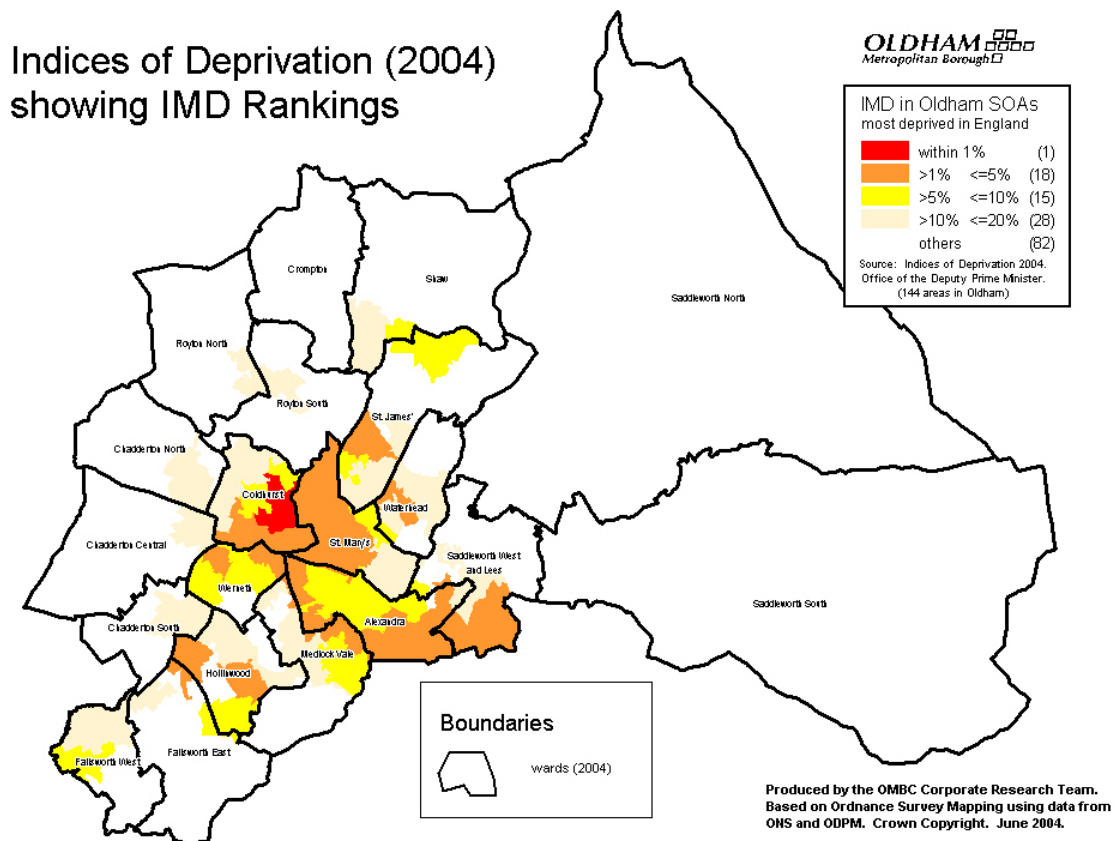 Indices of Deprivation (2004)
showing IMD Rankings
OLDHAM
Metropolitan Borough
IMD in Oldham SOAs
most deprived in England
within 1% (1)
>1% <=5% (18)
>5% <=10% (15)
>10% <=20% (28)
others (82)
Source: Indices of Deprivation 2004.
Office of the Deputy Prime Minister.
(144 areas in Oldham)
Crompton
Shaw
Saddleworth North
Royton North
Royton South
St. James'
Chadderton North
Coldhurst
Waterhead
Chadderton Central
St. Mary's
Saddleworth West
and Lees
Werneth
Saddleworth South
Alexandra
Chadderton South
Medlock Vale
Hollinwood
Failsworth East
Failsworth West
Boundaries
wards (2004)
Produced by the OMBC Corporate Research Team.
Based on Ordnance Survey Mapping using data from
ONS and ODPM. Crown Copyright. June 2004.